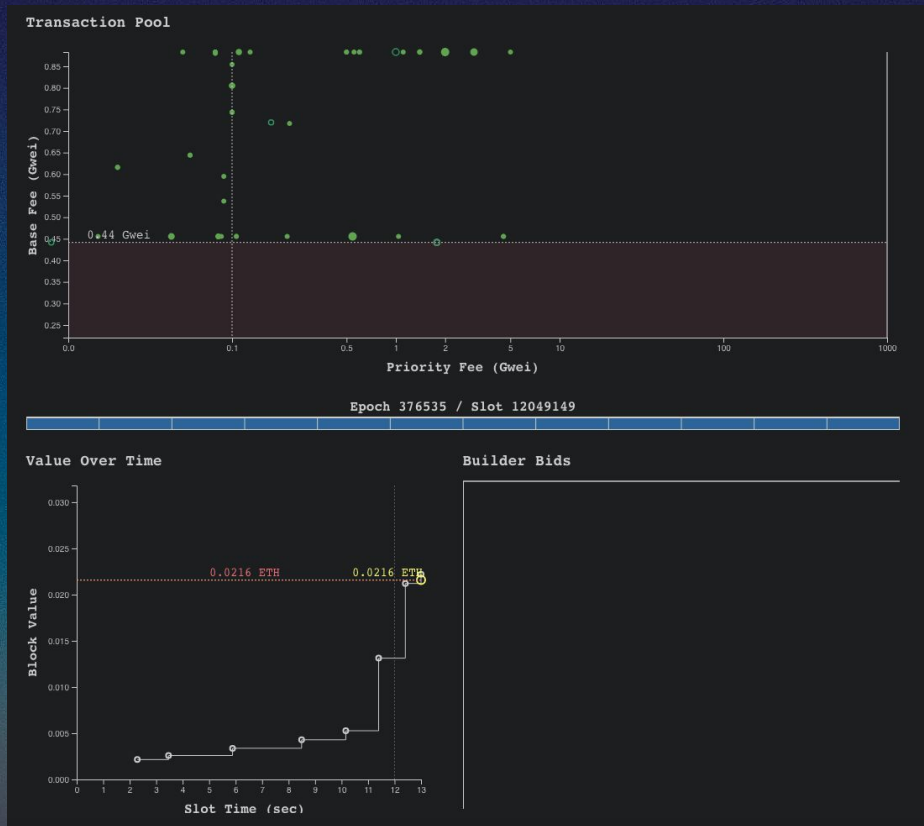 Transaction Pool
Base Fee (Gwei)
0.85
0.80
0.75
0.70
0.65
0.60
0.55
0.50
0.45
0.40
0.35
0.30
0.25
0.44 Gwei
0.0 0.1 0.5 1 2 5 10 100 1000
Priority Fee (Gwei)
Epoch 376535 / Slot 12049149
Value Over Time
Block Value
0.030
0.025
0.020
0.015
0.010
0.005
0.000
0.0216 ETH 0.0216 ETH
0 1 2 3 4 5 6 7 8 9 10 11 12 13
Slot Time (sec)
Builder Bids